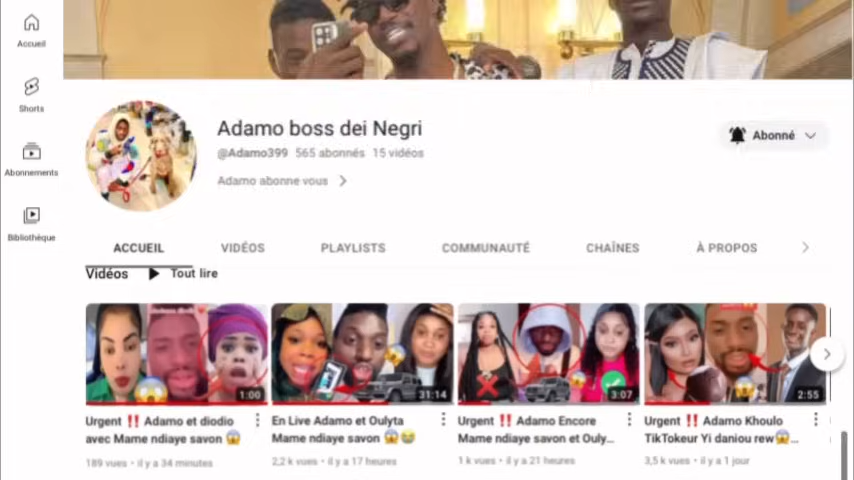 Accueil
Shorts
Abonnements
Bibliothèque
Adamo boss dei Negri
@Adamo399 565 abonnés 15 vidéos
Adamo abonne vous
Abonné
ACCUEIL VIDÉOS PLAYLISTS COMMUNAUTÉ CHAÎNES À PROPOS
Vidéos Tout lire
1:00 31:14 3:07 2:55
Urgent ‼️ Adamo et diodio
avec Mame ndiaye savon 😱
189 vues • il y a 34 minutes
En Live Adamo et Oulyta
Mame ndiaye savon 😱😭
2,2 k vues • il y a 17 heures
Urgent ‼️ Adamo Encore
Mame ndiaye savon et Ouly...
1 k vues • il y a 21 heures
Urgent ‼️ Adamo Khoulo
TikTokeur Yi daniou rew😱...
3,5 k vues • il y a 1 jour